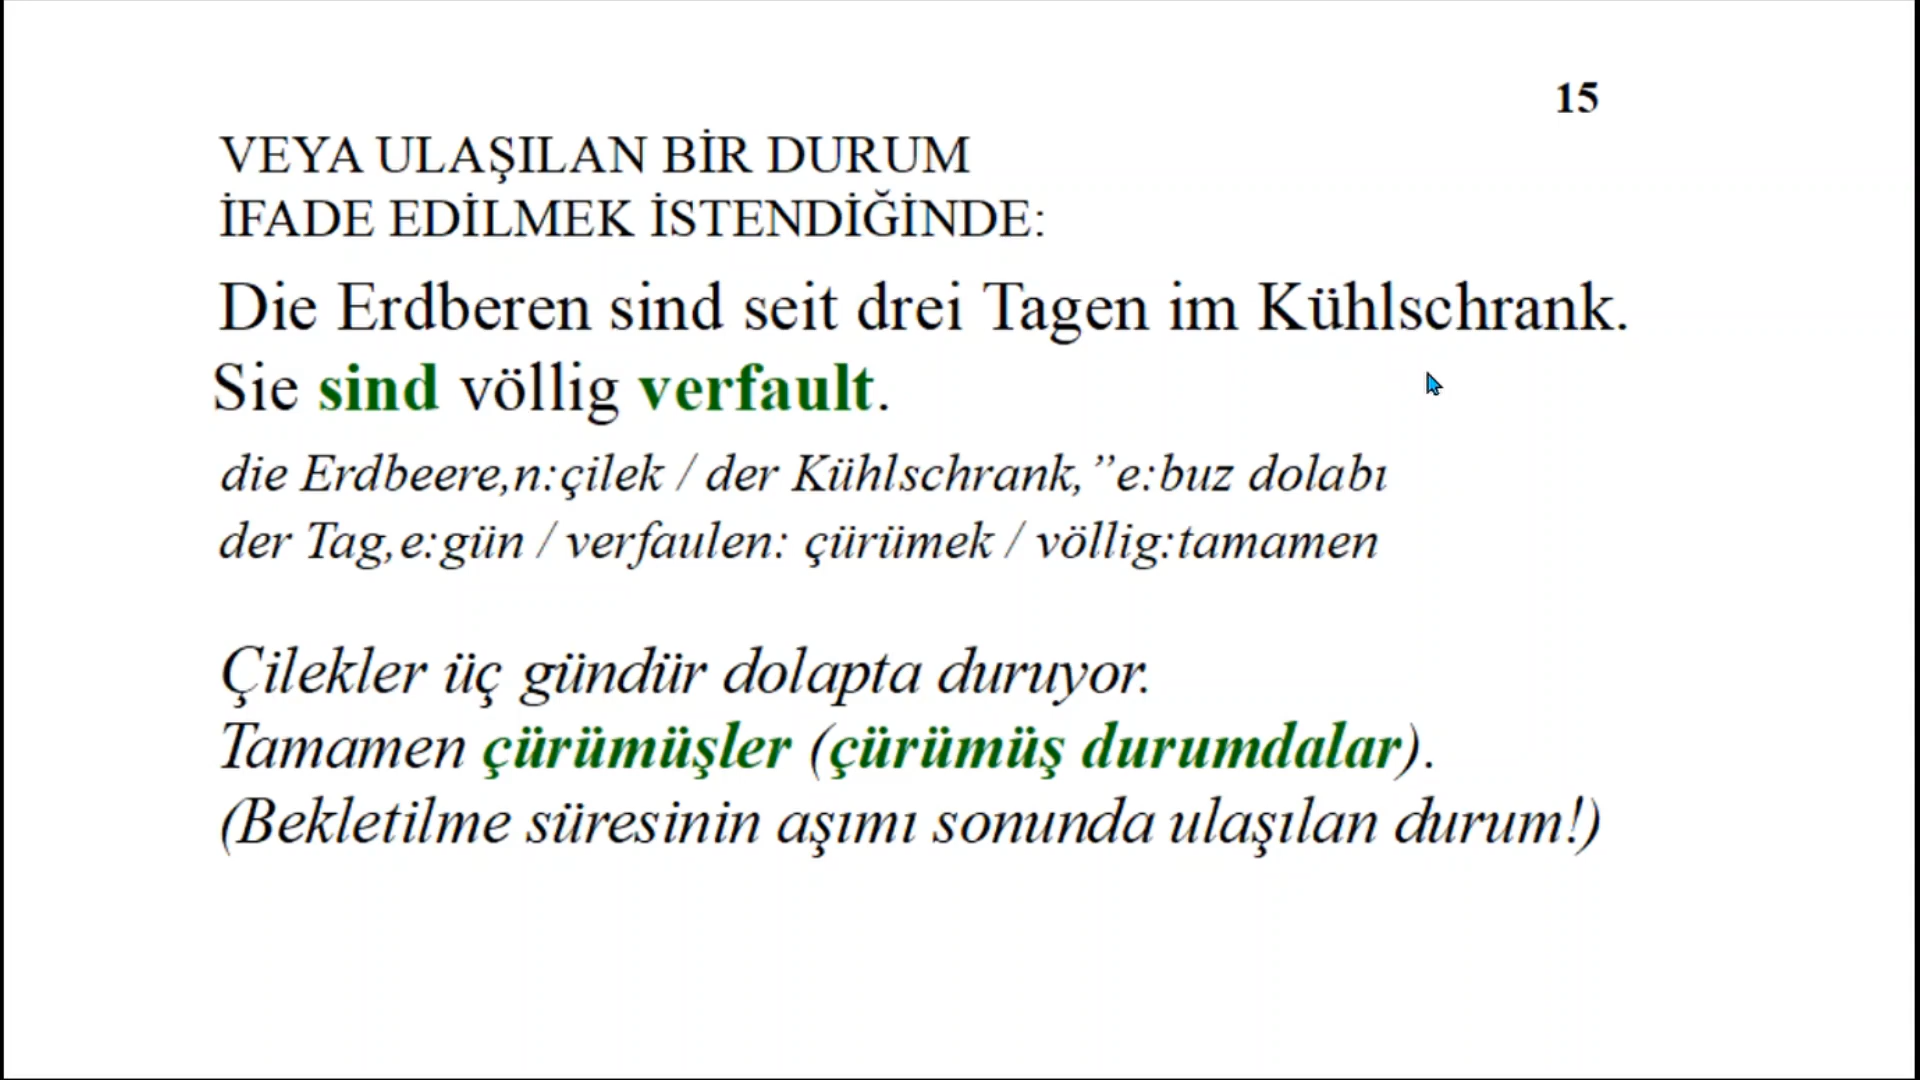 15
VEYA ULAŞILAN BİR DURUM
İFADE EDİLMEK İSTENDİĞİNDE:
Die Erdberen sind seit drei Tagen im Kühlschrank.
Sie sind völlig verfault.
die Erdbeere,n:çilek / der Kühlschrank,”e:buz dolabı
der Tag,e:gün / verfaulen: çürümek / völlig:tamamen
Çilekler üç gündür dolapta duruyor.
Tamamen çürümüşler (çürümüş durumdalar).
(Bekletilme süresinin aşımı sonunda ulaşılan durum!)